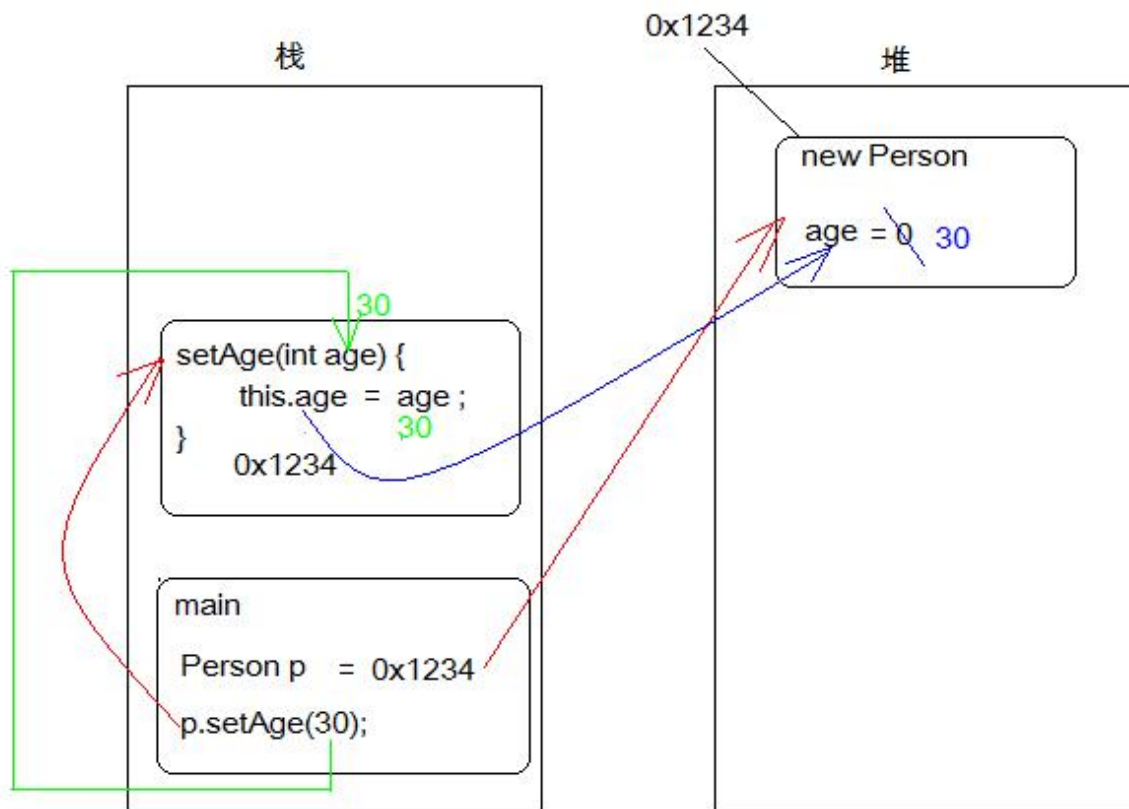 栈
0x1234
堆
new Person
age = 0 30
30
setAge(int age) {
this.age = age ;
30
}
0x1234
main
Person p = 0x1234
p.setAge(30);